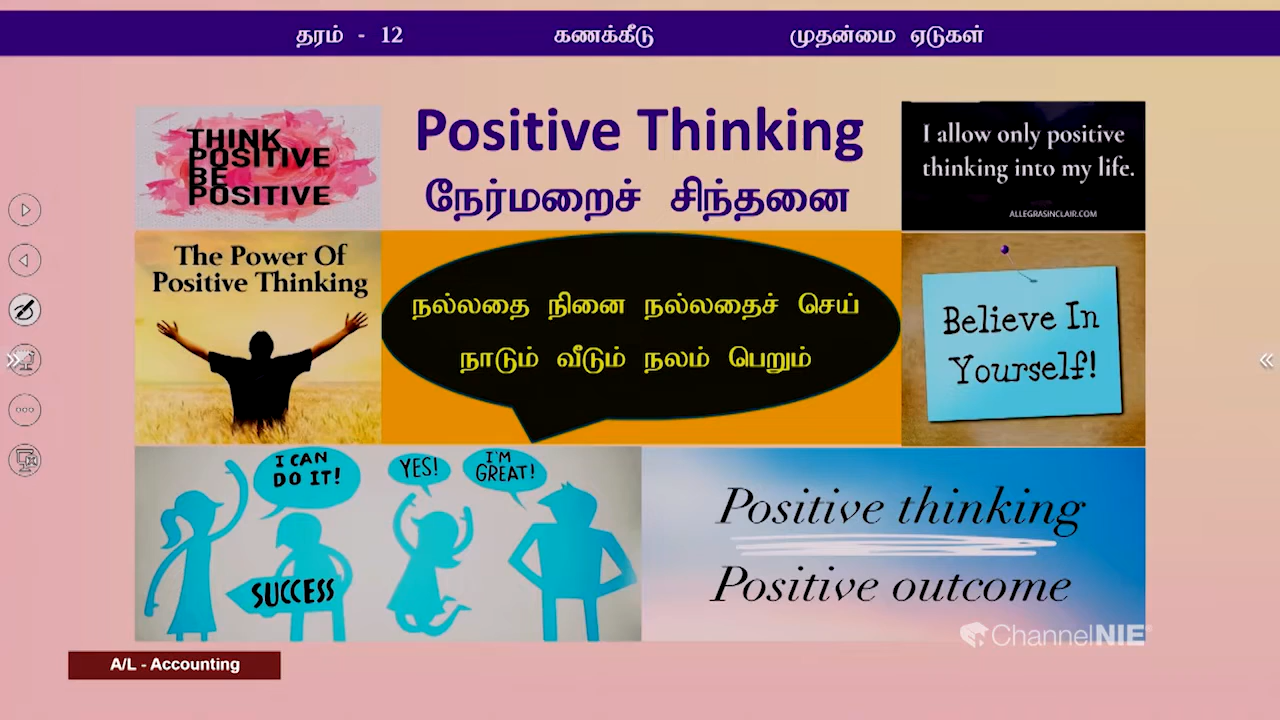 தரம் - 12 கணக்கீடு முதன்மை ஏடுகள்
Positive Thinking
நேர்மறைச் சிந்தனை
THINK
POSITIVE
BE
POSITIVE
I allow only positive
thinking into my life.
ALLEGRASINCLAIR.COM
The Power Of
Positive Thinking
நல்லதை நினை நல்லதைச் செய்
நாடும் வீடும் நலம் பெறும்
Believe In
Yourself!
I CAN
DO IT!
YES!
I'M
GREAT!
SUCCESS
Positive thinking
Positive outcome
ChannelNIE
A/L - Accounting